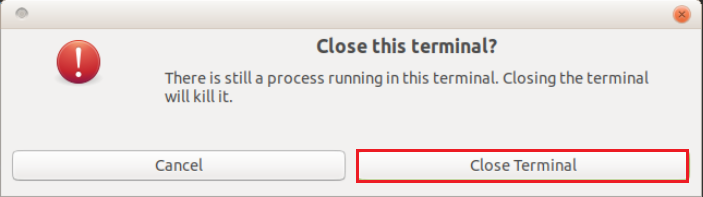 Close this terminal?
There is still a process running in this terminal. Closing the terminal
will kill it.
Cancel
Close Terminal